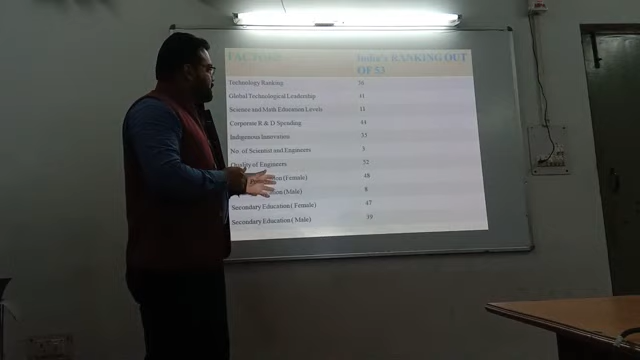 FACTORS India's RANKING OUT
OF 53
Technology Ranking
Global Technological Leadership 41
Science and Math Education Levels 11
Corporate R & D Spending 44
Indigenous Innovation 53
No. of Scientist and Engineers 3
Quality of Engineers 52
(Female) 48
(Male) 8
Secondary Education ( Female) 47
Secondary Education ( Male) 39